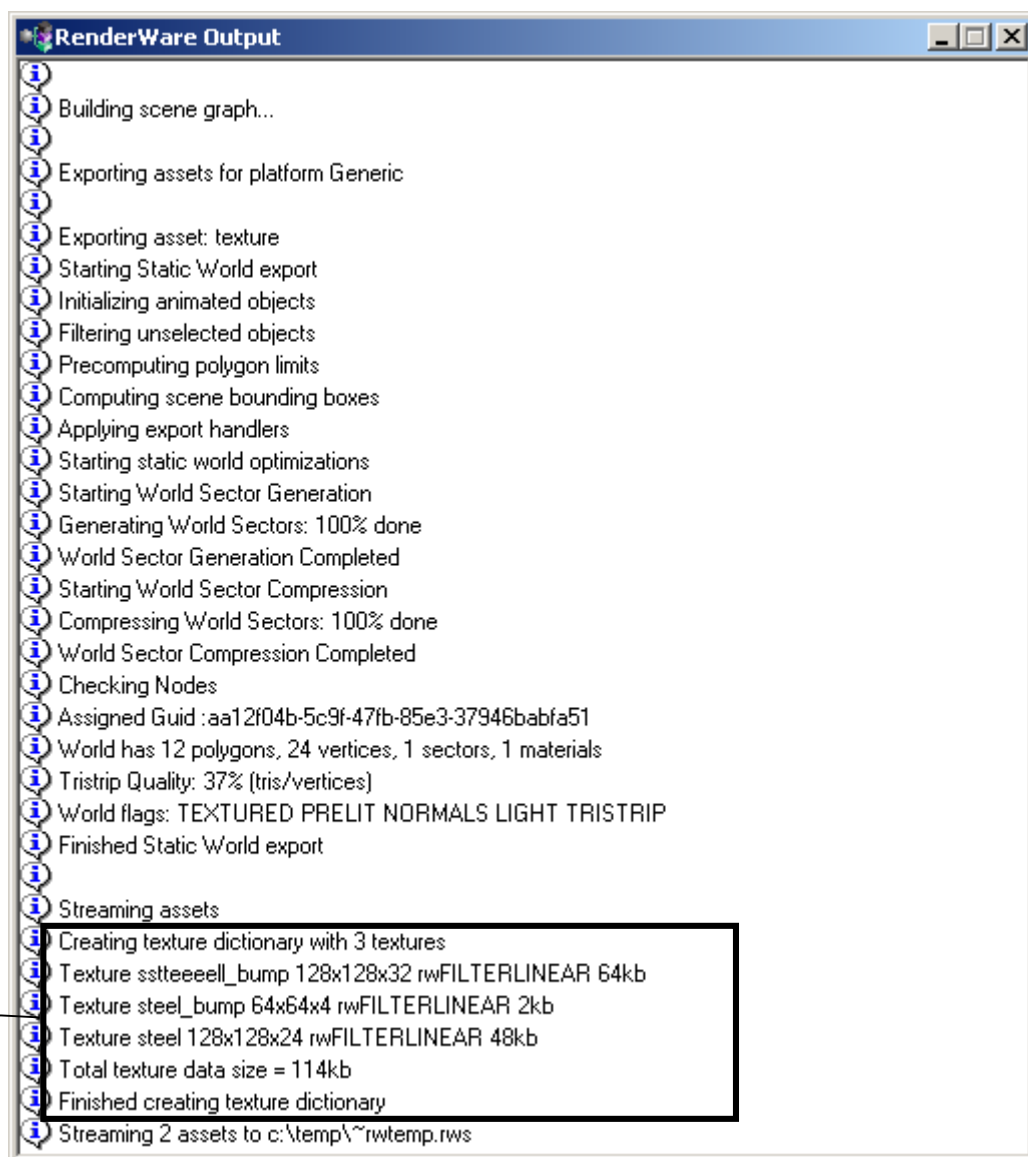 RenderWare Output
Building scene graph...
Exporting assets for platform Generic
Exporting asset: texture
Starting Static World export
Initializing animated objects
Filtering unselected objects
Precomputing polygon limits
Computing scene bounding boxes
Applying export handlers
Starting static world optimizations
Starting World Sector Generation
Generating World Sectors: 100% done
World Sector Generation Completed
Starting World Sector Compression
Compressing World Sectors: 100% done
World Sector Compression Completed
Checking Nodes
Assigned Guid :aa12f04b-5c9f-47fb-85e3-37946babfa51
World has 12 polygons, 24 vertices, 1 sectors, 1 materials
Tristrip Quality: 37% (tris/vertices)
World flags: TEXTURED PRELIT NORMALS LIGHT TRISTRIP
Finished Static World export
Streaming assets
Creating texture dictionary with 3 textures
Texture sstteeeell_bump 128x128x32 rwFILTERLINEAR 64kb
Texture steel_bump 64x64x4 rwFILTERLINEAR 2kb
Texture steel 128x128x24 rwFILTERLINEAR 48kb
Total texture data size = 114kb
Finished creating texture dictionary
Streaming 2 assets to c:\temp\~rwtemp.rws